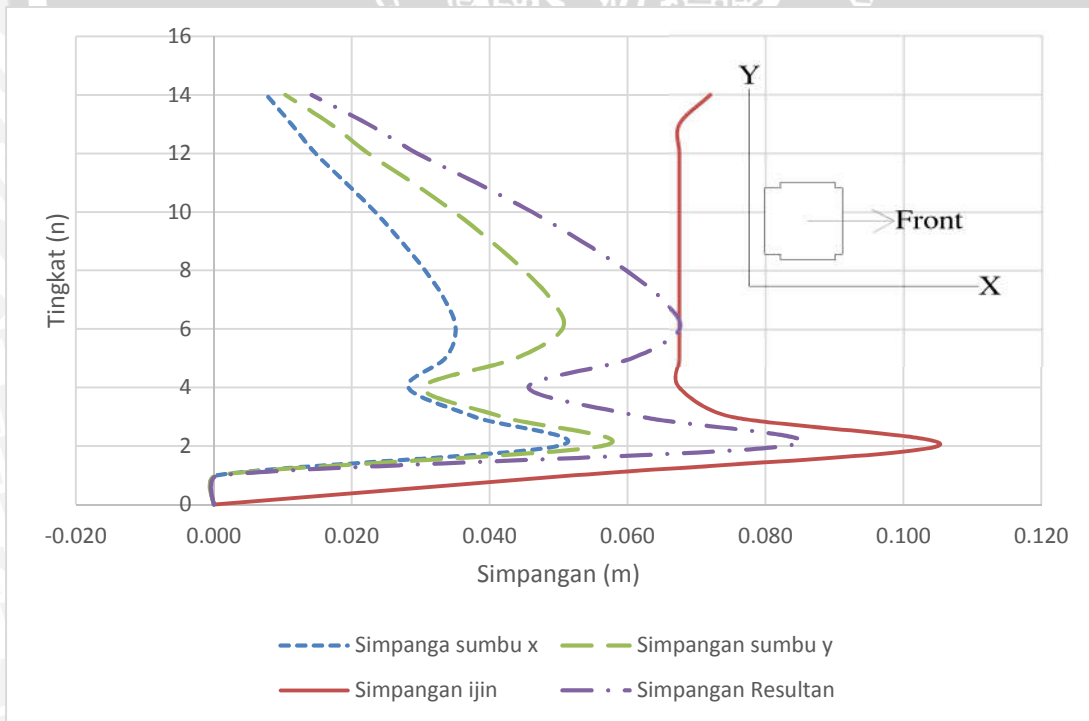 16
14
12
10
8
6
4
2
0
Tingkat (n)
Y
Front
X
-0.020 0.000 0.020 0.040 0.060 0.080 0.100 0.120
Simpangan (m)
Simpanga sumbu x Simpangan sumbu y
Simpangan ijin Simpangan Resultan